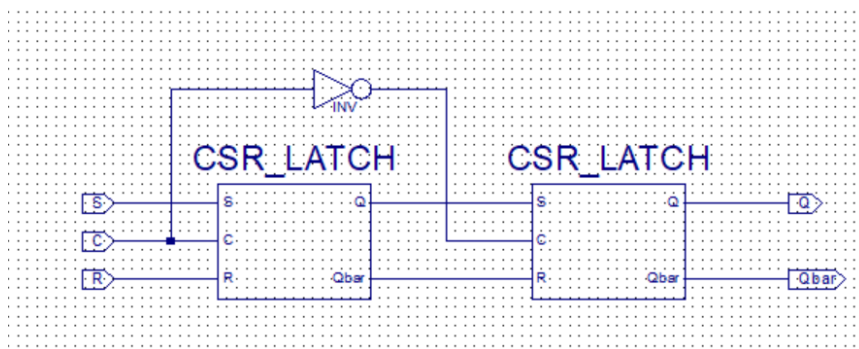 INV
CSR_LATCH CSR_LATCH
S S Q S Q Q
C C C
R R Qbar R Qbar Qbar